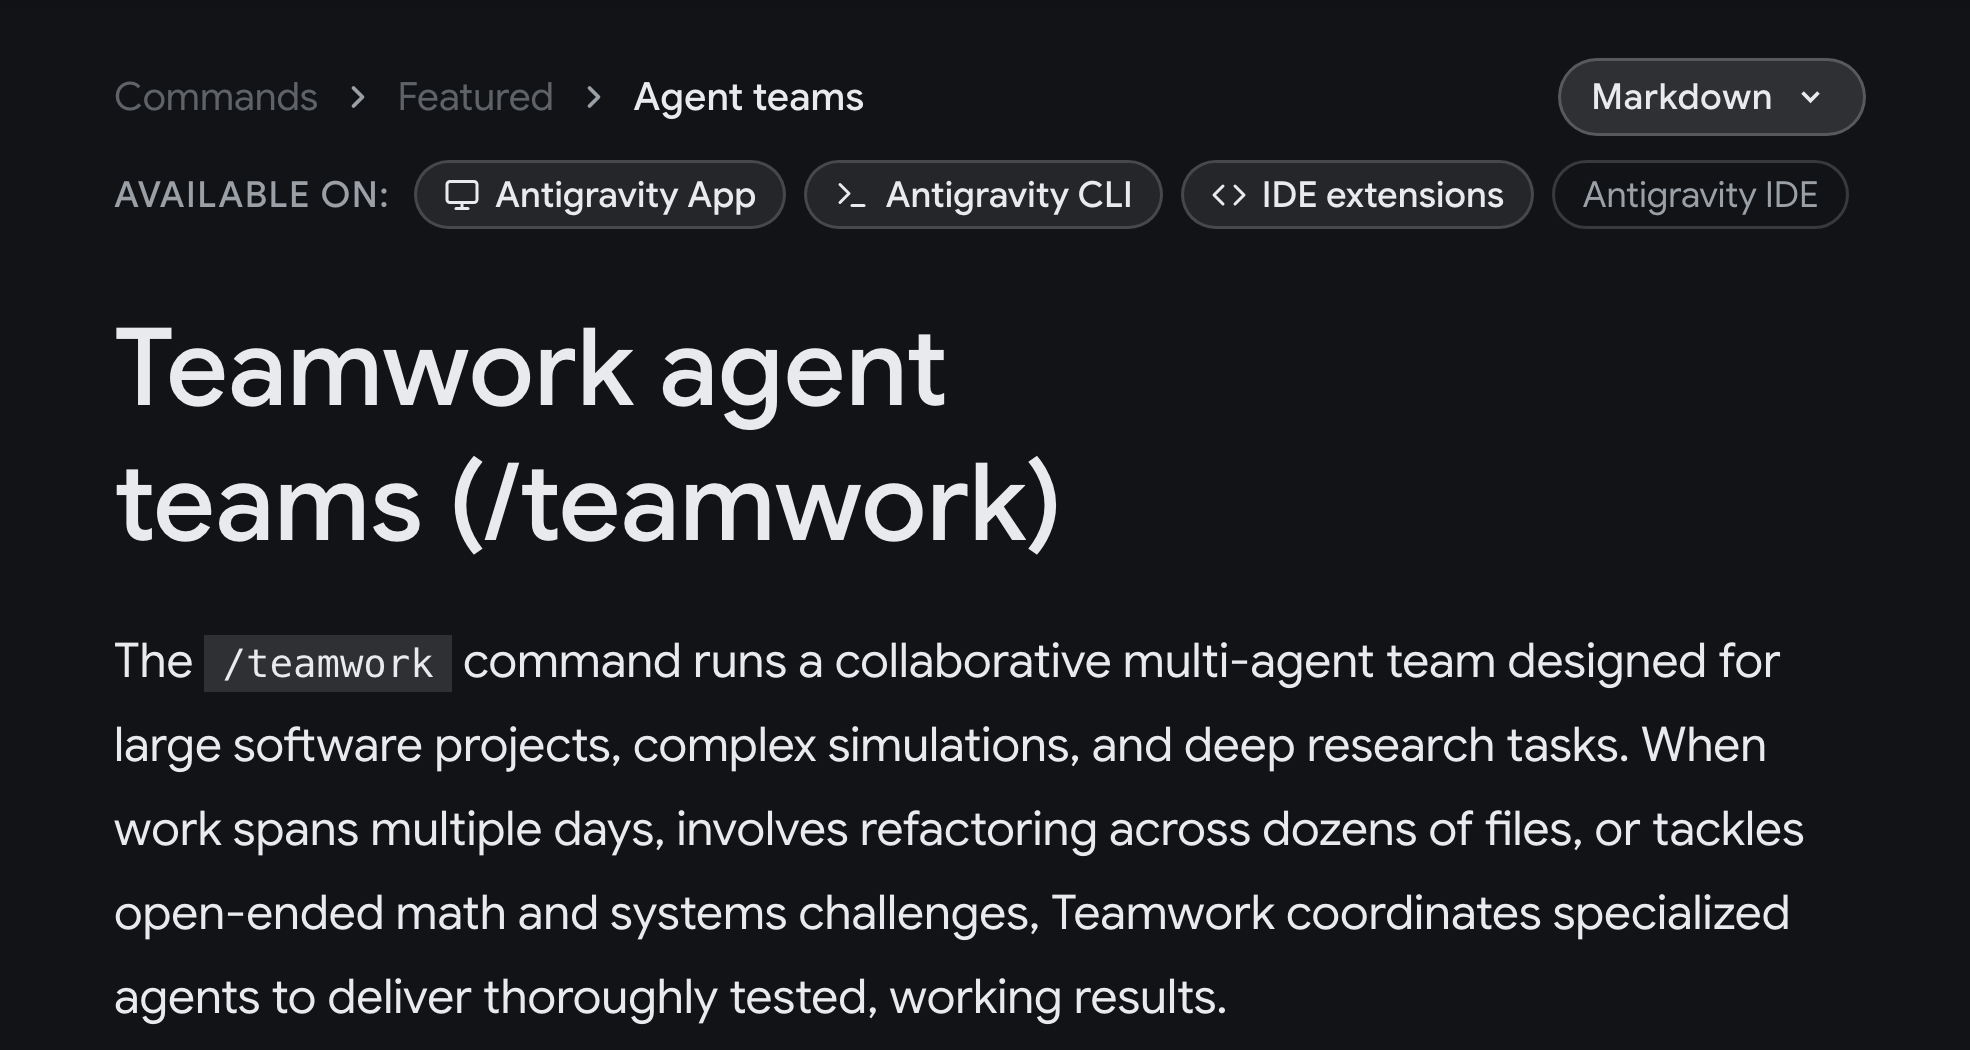 Commands > Featured > Agent teams
Markdown
AVAILABLE ON: Antigravity App >_ Antigravity CLI <> IDE extensions Antigravity IDE
Teamwork agent
teams (/teamwork)
The /teamwork command runs a collaborative multi-agent team designed for
large software projects, complex simulations, and deep research tasks. When
work spans multiple days, involves refactoring across dozens of files, or tackles
open-ended math and systems challenges, Teamwork coordinates specialized
agents to deliver thoroughly tested, working results.